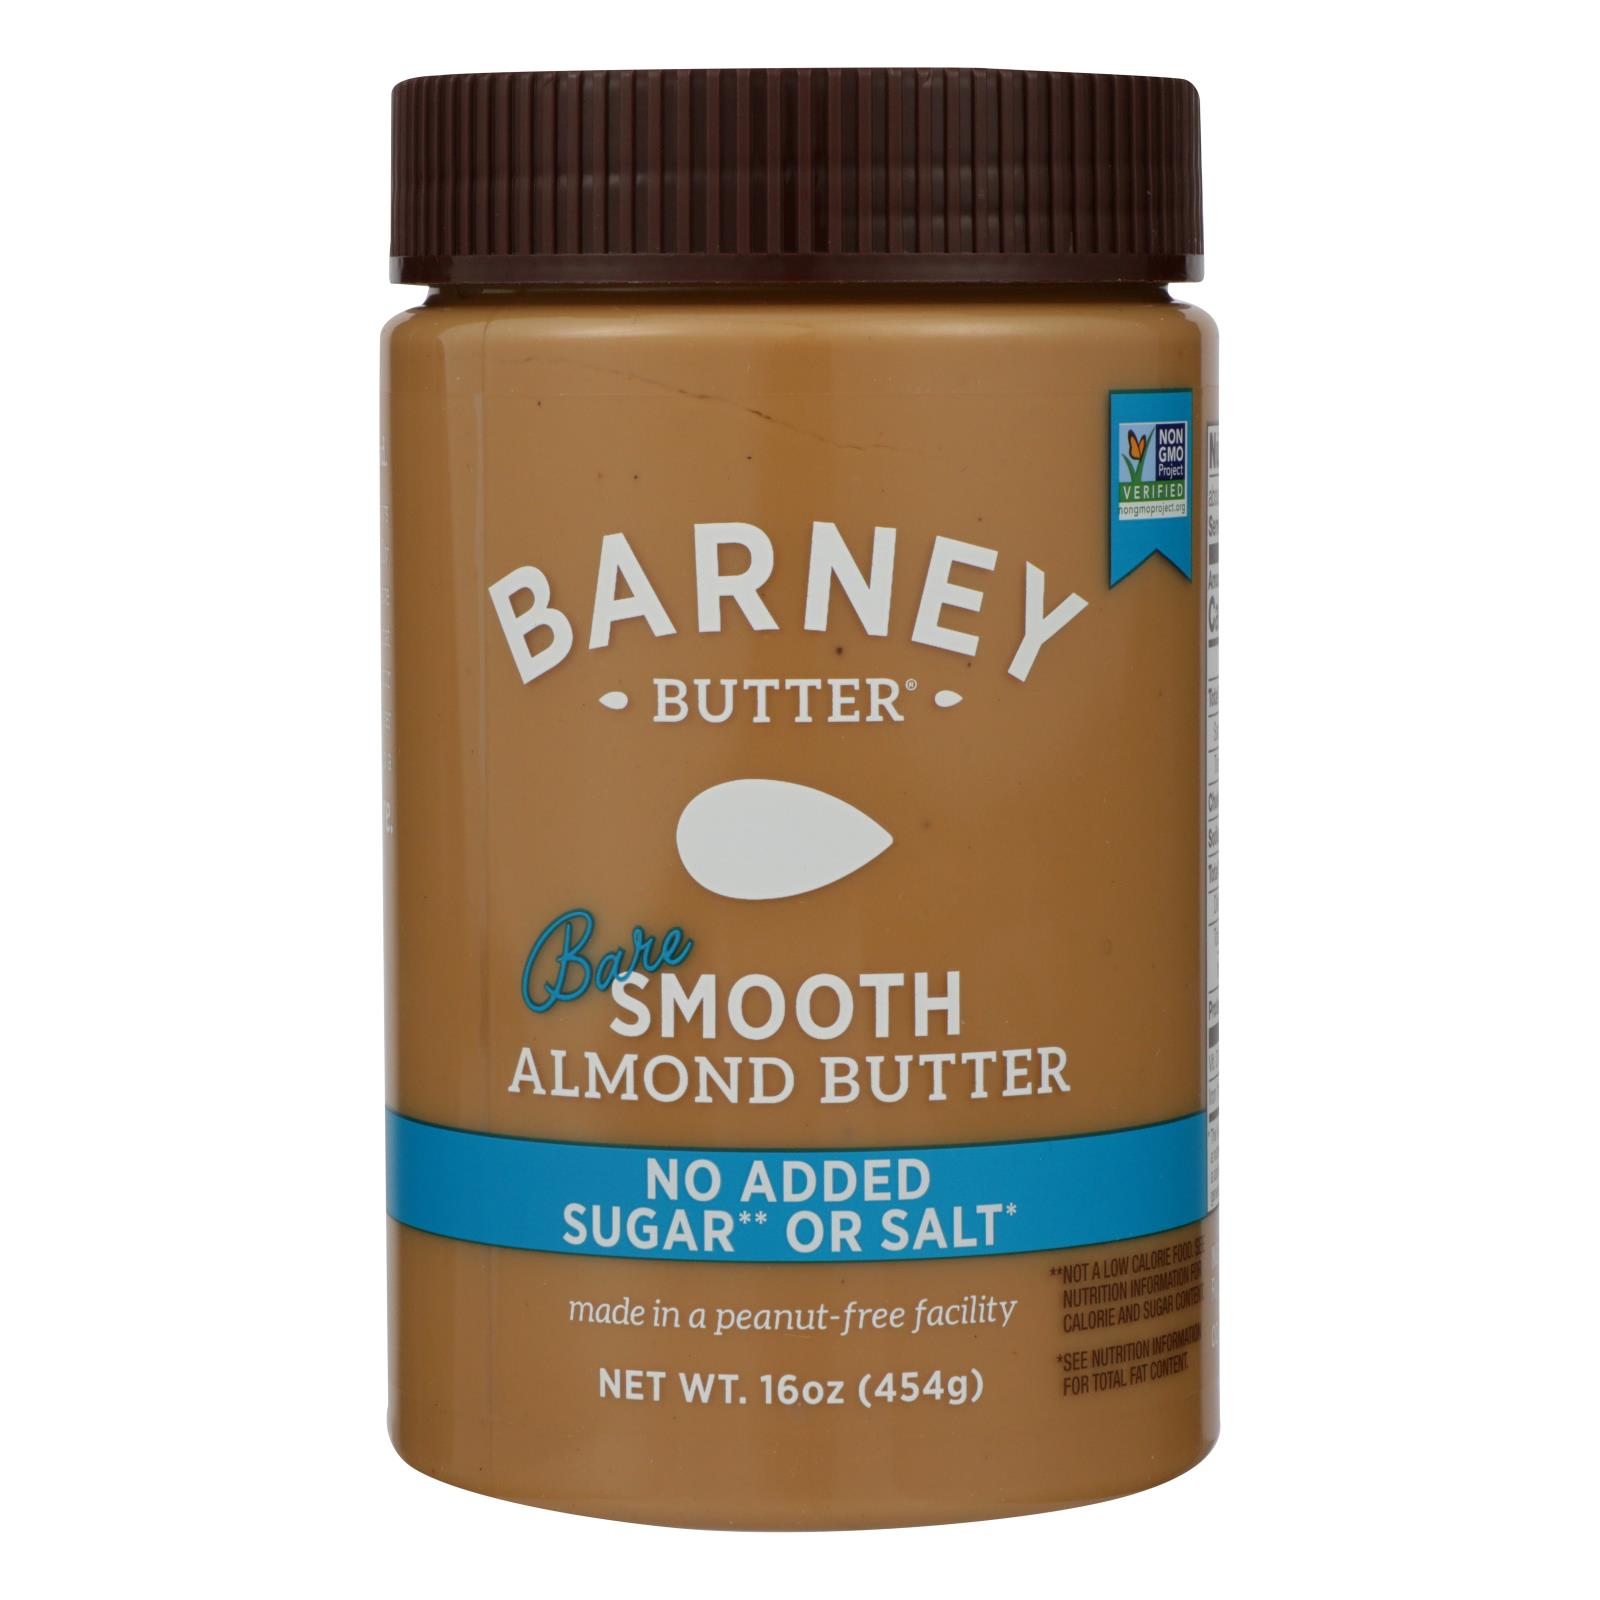 NON
GMO
Project
VERIFIED
nongmoproject.org
BARNEY
BUTTER®
Bare
SMOOTH
ALMOND BUTTER
NO ADDED
SUGAR** OR SALT*
made in a peanut-free facility
NET WT. 16oz (454g)
**NOT A LOW CALORIE FOOD. SEE
NUTRITION INFORMATION FOR
CALORIE AND SUGAR CONTENT
*SEE NUTRITION INFORMATION
FOR TOTAL FAT CONTENT.